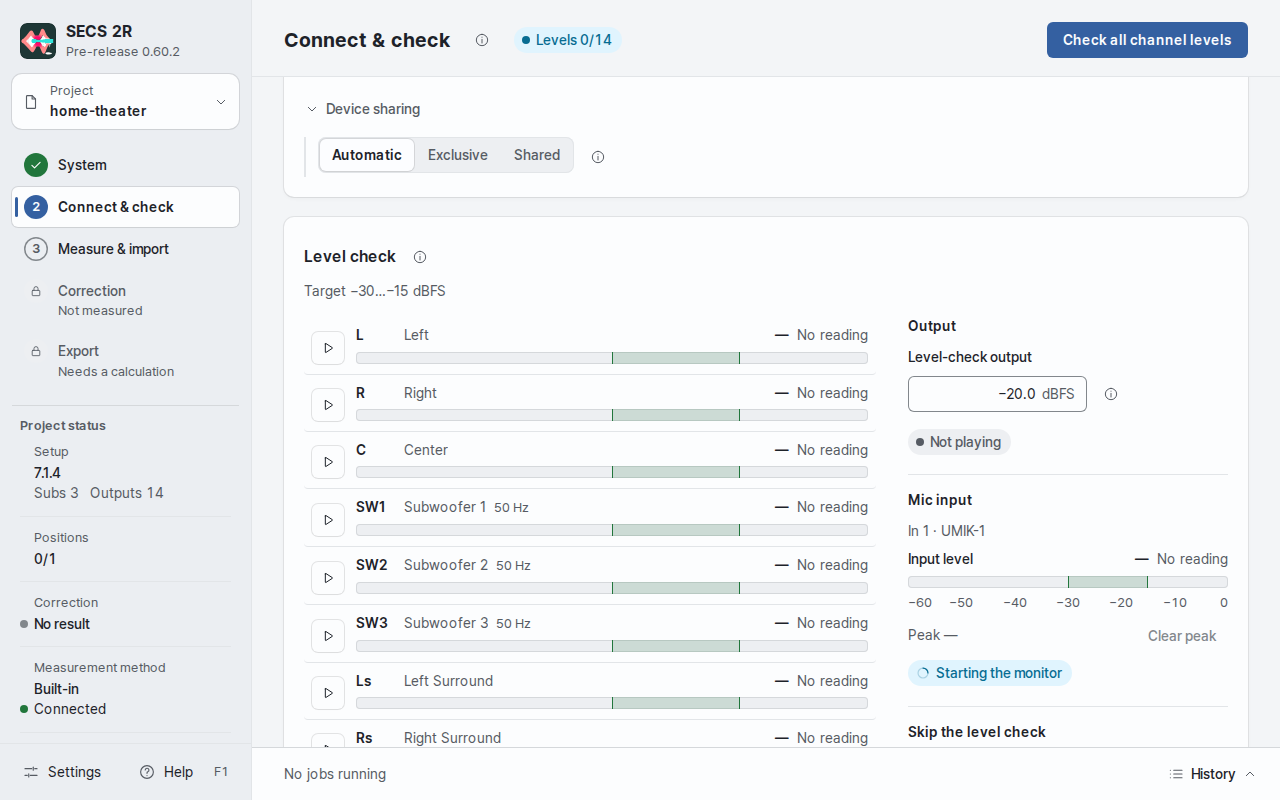 SECS 2R
Pre-release 0.60.2
Project
home-theater
System
2 Connect & check
3 Measure & import
Correction
Not measured
Export
Needs a calculation
Project status
Setup
7.1.4
Subs 3 Outputs 14
Positions
0/1
Correction
No result
Measurement method
Built-in
Connected
Settings
Help F1
Connect & check
Levels 0/14
Check all channel levels
Device sharing
Automatic Exclusive Shared
Level check
Target −30…−15 dBFS
L Left — No reading
R Right — No reading
C Center — No reading
SW1 Subwoofer 1 50 Hz — No reading
SW2 Subwoofer 2 50 Hz — No reading
SW3 Subwoofer 3 50 Hz — No reading
Ls Left Surround — No reading
Rs Right Surround — No reading
Output
Level-check output
−20.0 dBFS
Not playing
Mic input
In 1 · UMIK-1
Input level — No reading
−60 −50 −40 −30 −20 −10 0
Peak — Clear peak
Starting the monitor
Skip the level check
No jobs running
History